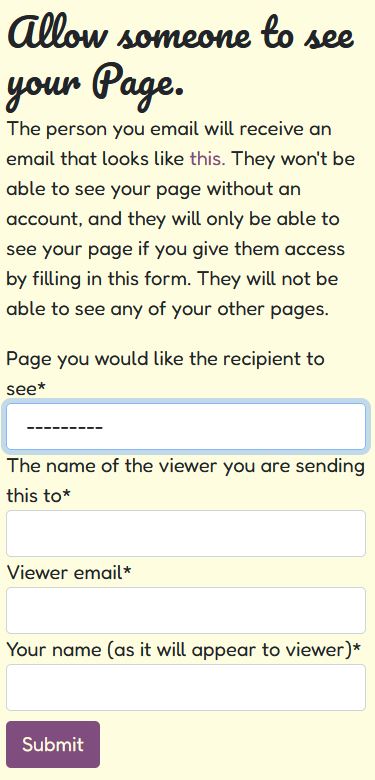 Allow someone to see
your Page.
The person you email will receive an
email that looks like this. They won't be
able to see your page without an
account, and they will only be able to
see your page if you give them access
by filling in this form. They will not be
able to see any of your other pages.
Page you would like the recipient to
see*
---------
The name of the viewer you are sending
this to*
Viewer email*
Your name (as it will appear to viewer)*
Submit